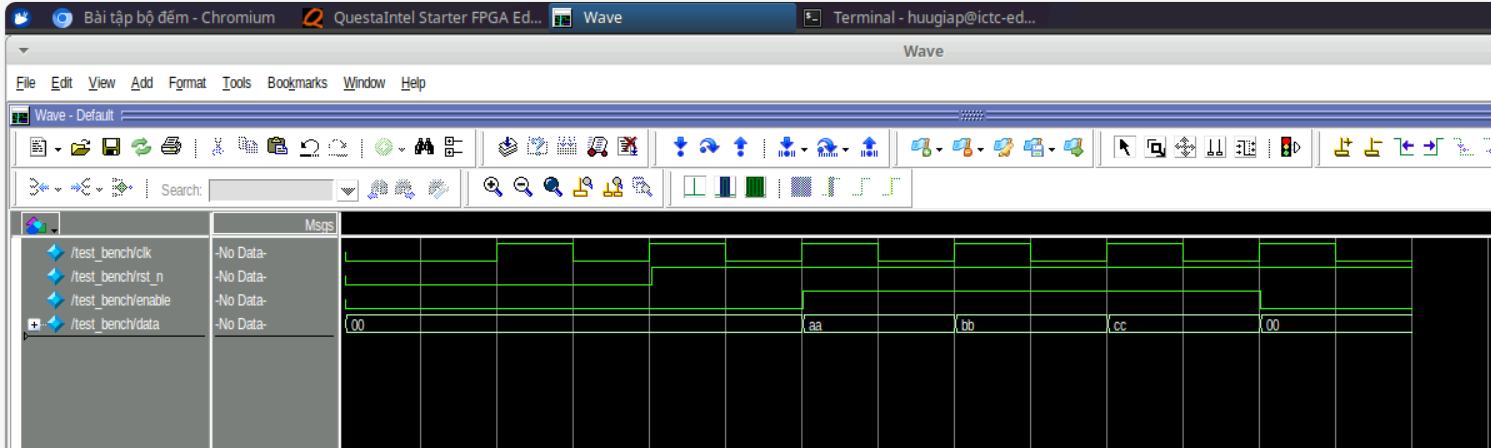 Bài tập bộ đếm - Chromium QuestaIntel Starter FPGA Ed... Wave Terminal - huugiap@ictc-ed...
Wave
File Edit View Add Format Tools Bookmarks Window Help
Wave - Default
Search:
Msgs
/test_bench/clk -No Data-
/test_bench/rst_n -No Data-
/test_bench/enable -No Data-
/test_bench/data -No Data- 00 aa bb cc 00